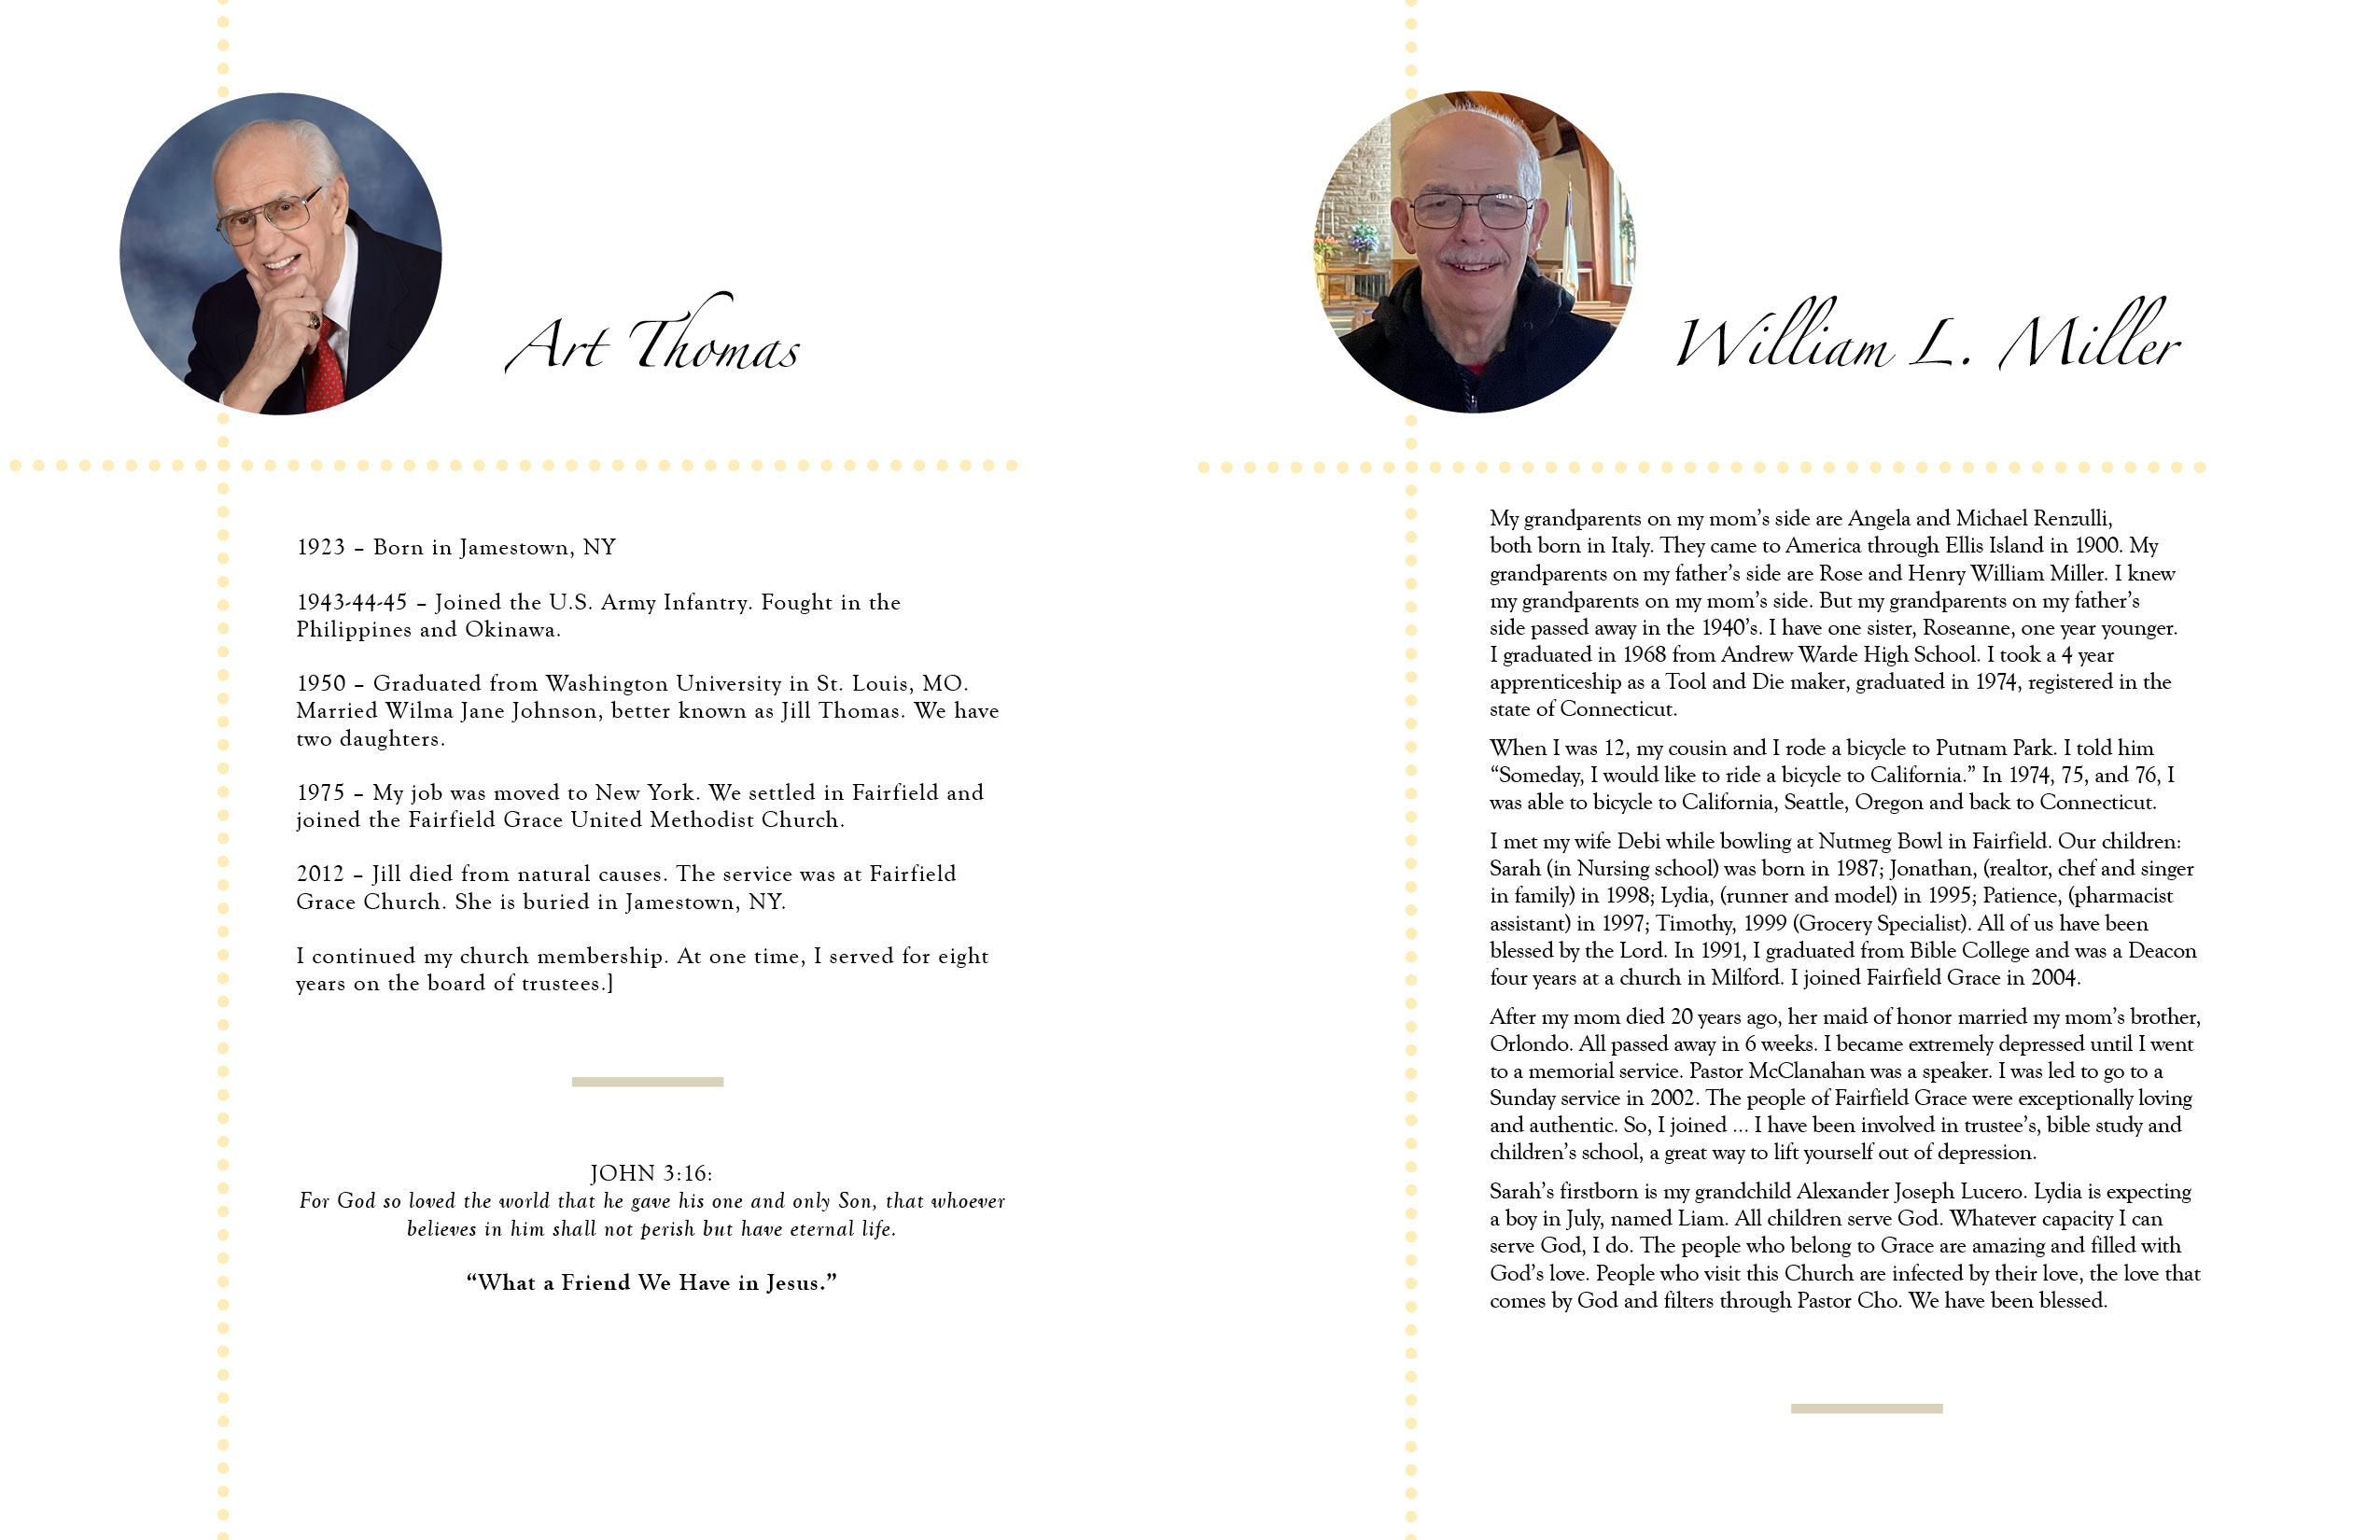 Art Thomas
1923 – Born in Jamestown, NY
1943-44-45 – Joined the U.S. Army Infantry. Fought in the
Philippines and Okinawa.
1950 – Graduated from Washington University in St. Louis, MO.
Married Wilma Jane Johnson, better known as Jill Thomas. We have
two daughters.
1975 – My job was moved to New York. We settled in Fairfield and
joined the Fairfield Grace United Methodist Church.
2012 – Jill died from natural causes. The service was at Fairfield
Grace Church. She is buried in Jamestown, NY.
I continued my church membership. At one time, I served for eight
years on the board of trustees.]
JOHN 3:16:
For God so loved the world that he gave his one and only Son, that whoever
believes in him shall not perish but have eternal life.
“What a Friend We Have in Jesus.”
William L. Miller
My grandparents on my mom’s side are Angela and Michael Renzulli,
both born in Italy. They came to America through Ellis Island in 1900. My
grandparents on my father’s side are Rose and Henry William Miller. I knew
my grandparents on my mom’s side. But my grandparents on my father’s
side passed away in the 1940’s. I have one sister, Roseanne, one year younger.
I graduated in 1968 from Andrew Warde High School. I took a 4 year
apprenticeship as a Tool and Die maker, graduated in 1974, registered in the
state of Connecticut.
When I was 12, my cousin and I rode a bicycle to Putnam Park. I told him
“Someday, I would like to ride a bicycle to California.” In 1974, 75, and 76, I
was able to bicycle to California, Seattle, Oregon and back to Connecticut.
I met my wife Debi while bowling at Nutmeg Bowl in Fairfield. Our children:
Sarah (in Nursing school) was born in 1987; Jonathan, (realtor, chef and singer
in family) in 1998; Lydia, (runner and model) in 1995; Patience, (pharmacist
assistant) in 1997; Timothy, 1999 (Grocery Specialist). All of us have been
blessed by the Lord. In 1991, I graduated from Bible College and was a Deacon
four years at a church in Milford. I joined Fairfield Grace in 2004.
After my mom died 20 years ago, her maid of honor married my mom’s brother,
Orlondo. All passed away in 6 weeks. I became extremely depressed until I went
to a memorial service. Pastor McClanahan was a speaker. I was led to go to a
Sunday service in 2002. The people of Fairfield Grace were exceptionally loving
and authentic. So, I joined ... I have been involved in trustee’s, bible study and
children’s school, a great way to lift yourself out of depression.
Sarah’s firstborn is my grandchild Alexander Joseph Lucero. Lydia is expecting
a boy in July, named Liam. All children serve God. Whatever capacity I can
serve God, I do. The people who belong to Grace are amazing and filled with
God’s love. People who visit this Church are infected by their love, the love that
comes by God and filters through Pastor Cho. We have been blessed.